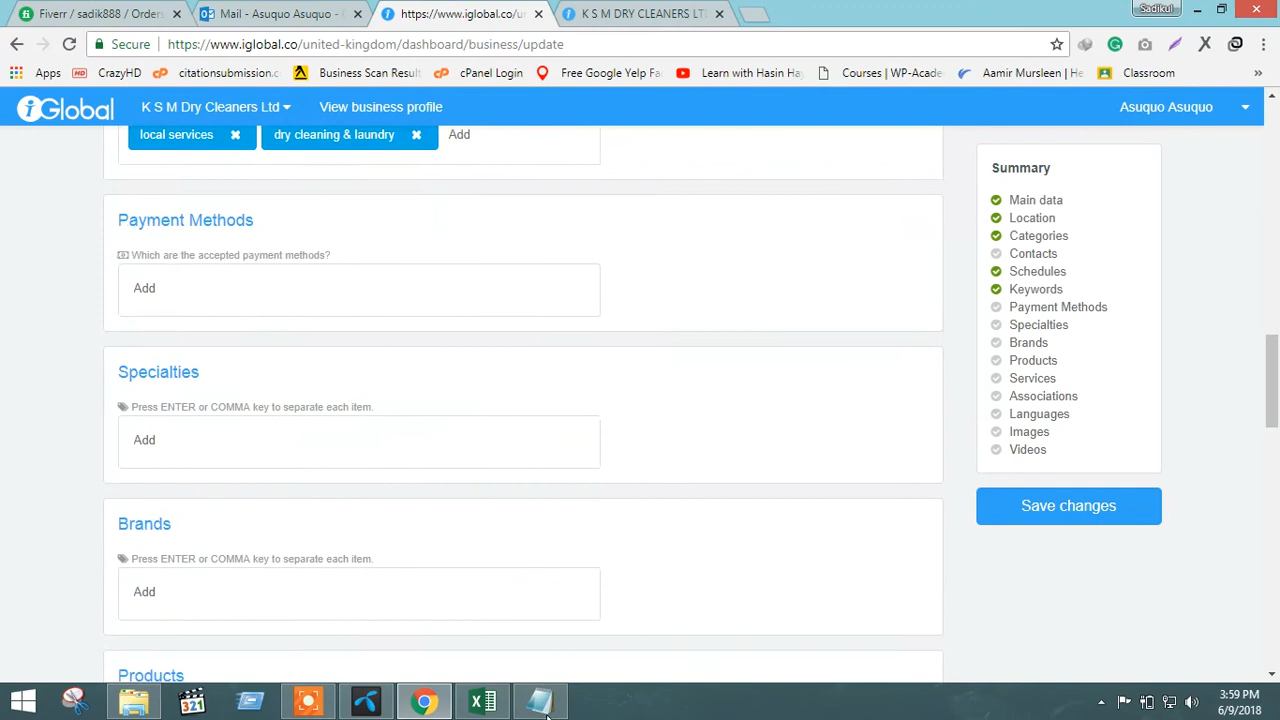 Fiverr / sadik888 / Orders
Mail - Asuquo Asuquo -
https://www.iglobal.co/un
K S M DRY CLEANERS LT
Sadikul
Secure
https://www.iglobal.co/united-kingdom/dashboard/business/update
Apps
CrazyHD
citationsubmission.c
Business Scan Result
cPanel Login
Free Google Yelp Fa
Learn with Hasin Hay
Courses | WP-Acade
Aamir Mursleen | He
Classroom
»
iGlobal
K S M Dry Cleaners Ltd
View business profile
Asuquo Asuquo
local services
dry cleaning & laundry
Add
Payment Methods
Which are the accepted payment methods?
Add
Specialties
Press ENTER or COMMA key to separate each item.
Add
Brands
Press ENTER or COMMA key to separate each item.
Add
Products
Summary
Main data
Location
Categories
Contacts
Schedules
Keywords
Payment Methods
Specialties
Brands
Products
Services
Associations
Languages
Images
Videos
Save changes
321
3:59 PM
6/9/2018